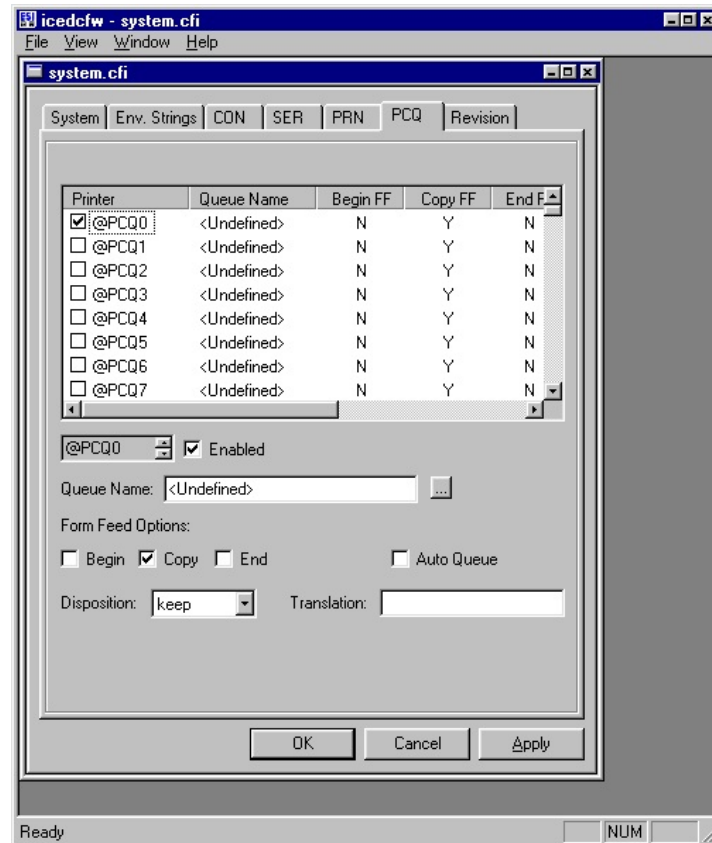 icedcfw - system.cfi
File View Window Help
system.cfi
System Env. Strings CON SER PRN PCQ Revision
Printer Queue Name Begin FF Copy FF End F
@PCQ0 <Undefined> N Y N
@PCQ1 <Undefined> N Y N
@PCQ2 <Undefined> N Y N
@PCQ3 <Undefined> N Y N
@PCQ4 <Undefined> N Y N
@PCQ5 <Undefined> N Y N
@PCQ6 <Undefined> N Y N
@PCQ7 <Undefined> N Y N
@PCQ0 Enabled
Queue Name: <Undefined> ...
Form Feed Options:
Begin Copy End Auto Queue
Disposition: keep Translation:
OK Cancel Apply
Ready NUM